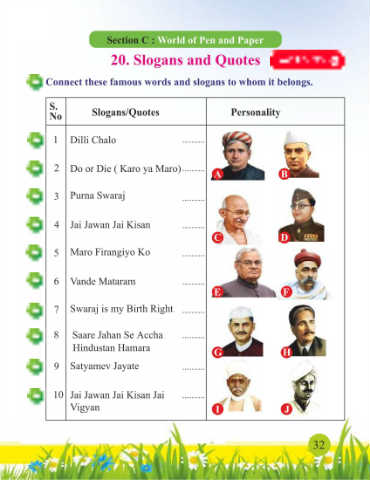 Section C : World of Pen and Paper
20. Slogans and Quotes
Connect these famous words and slogans to whom it belongs.
S. No Slogans/Quotes Personality
1 Dilli Chalo ..........
2 Do or Die ( Karo ya Maro)..........
A B
3 Purna Swaraj ..........
4 Jai Jawan Jai Kisan ..........
C D
5 Maro Firangiyo Ko ..........
6 Vande Mataram ..........
E F
7 Swaraj is my Birth Right ..........
8 Saare Jahan Se Accha ..........
Hindustan Hamara
G H
9 Satyamev Jayate ..........
10 Jai Jawan Jai Kisan Jai ..........
Vigyan
I J
32